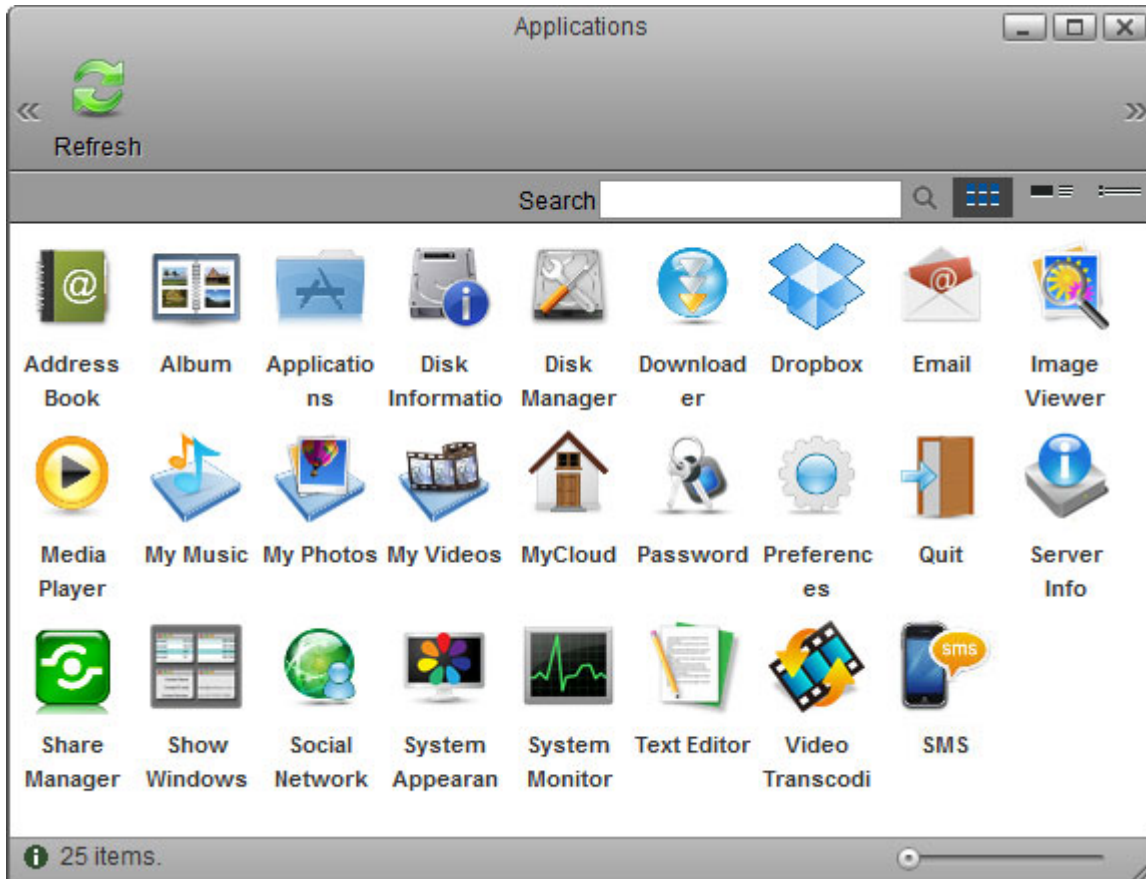 Applications
Refresh
Search
Address Book
Album
Applicatio
ns
Disk
Informatio
Disk
Manager
Download
er
Dropbox
Email
Image
Viewer
Media
Player
My Music
My Photos
My Videos
MyCloud
Password
Preferenc
es
Quit
Server
Info
Share
Manager
Show
Windows
Social
Network
System
Appearan
System
Monitor
Text Editor
Video
Transcodi
sms
SMS
25 items.